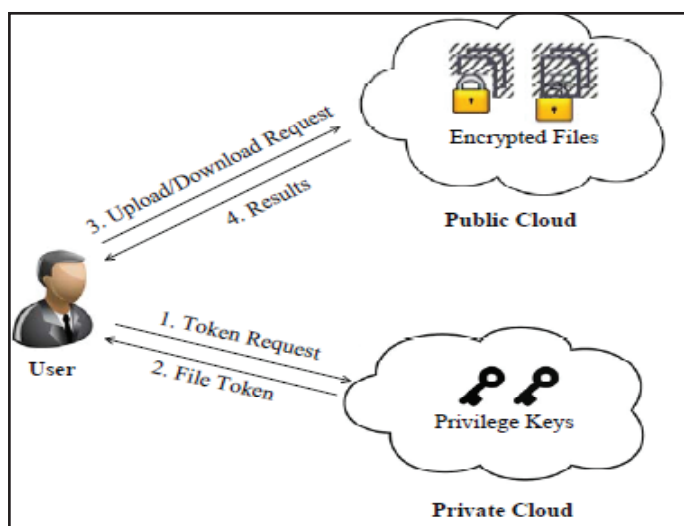 Encrypted Files
Public Cloud
3. Upload/Download Request
4. Results
User
1. Token Request
2. File Token
Privilege Keys
Private Cloud